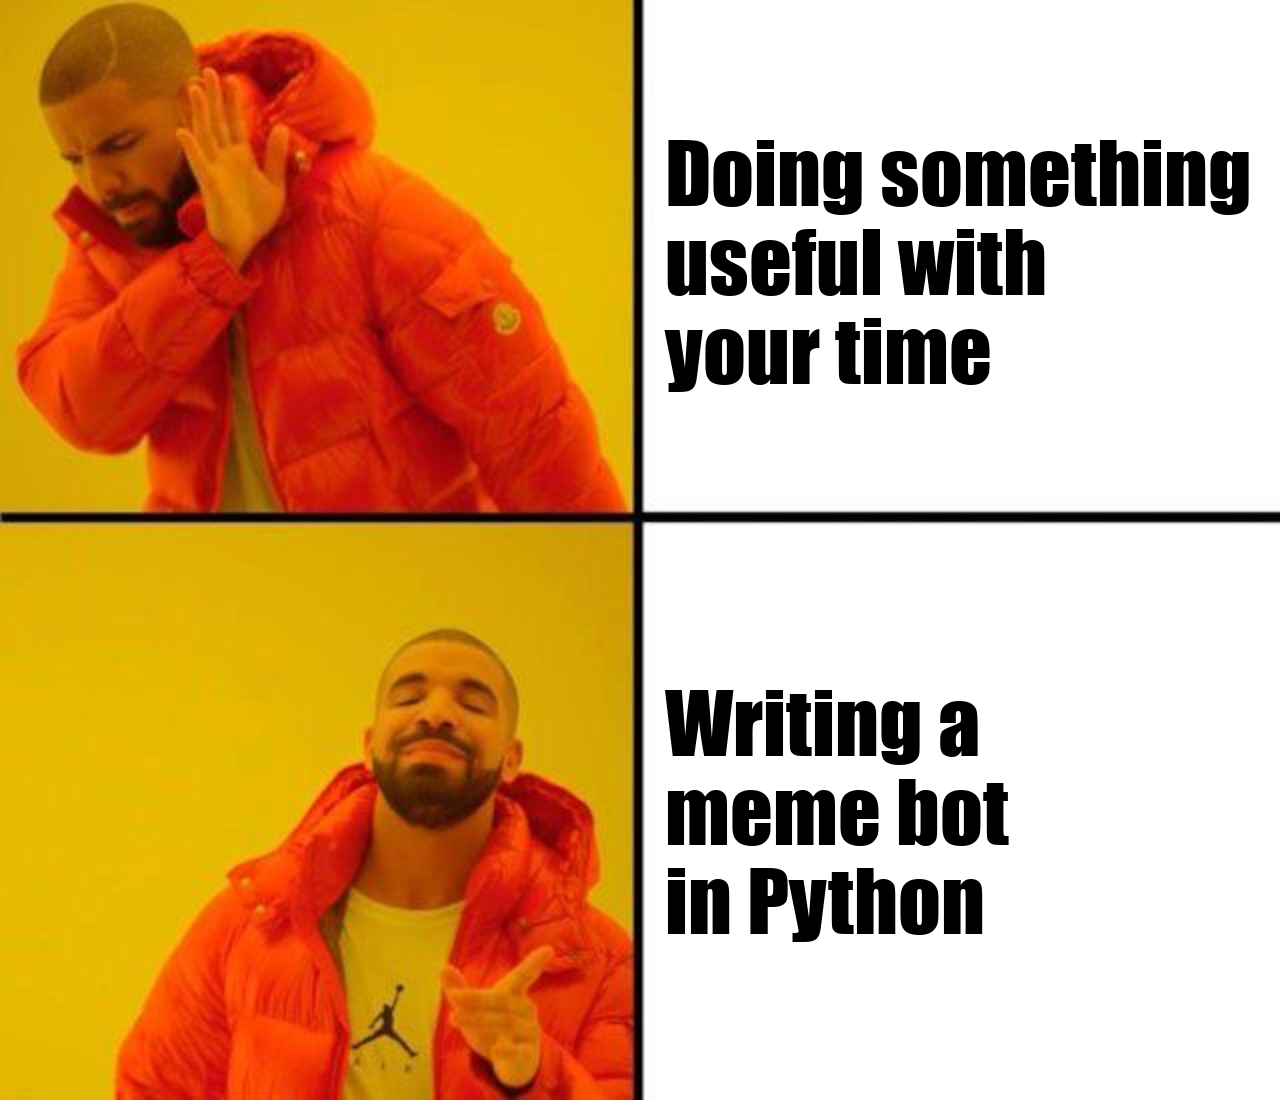 Doing something
useful with
your time
Writing a
meme bot
in Python